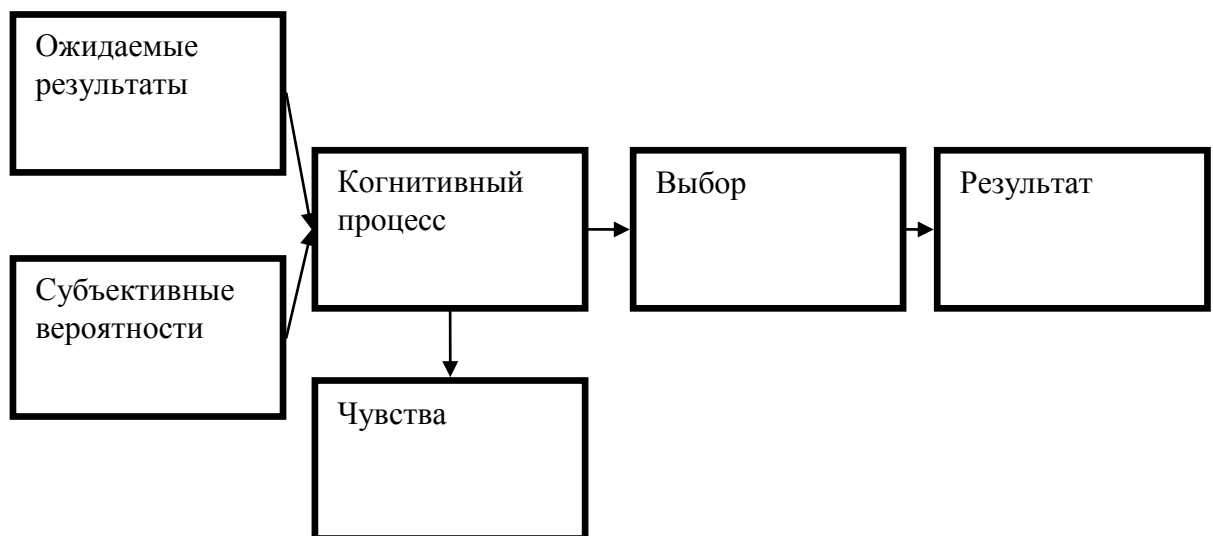 Ожидаемые
результаты
Когнитивный
процесс
Выбор
Результат
Субъективные
вероятности
Чувства